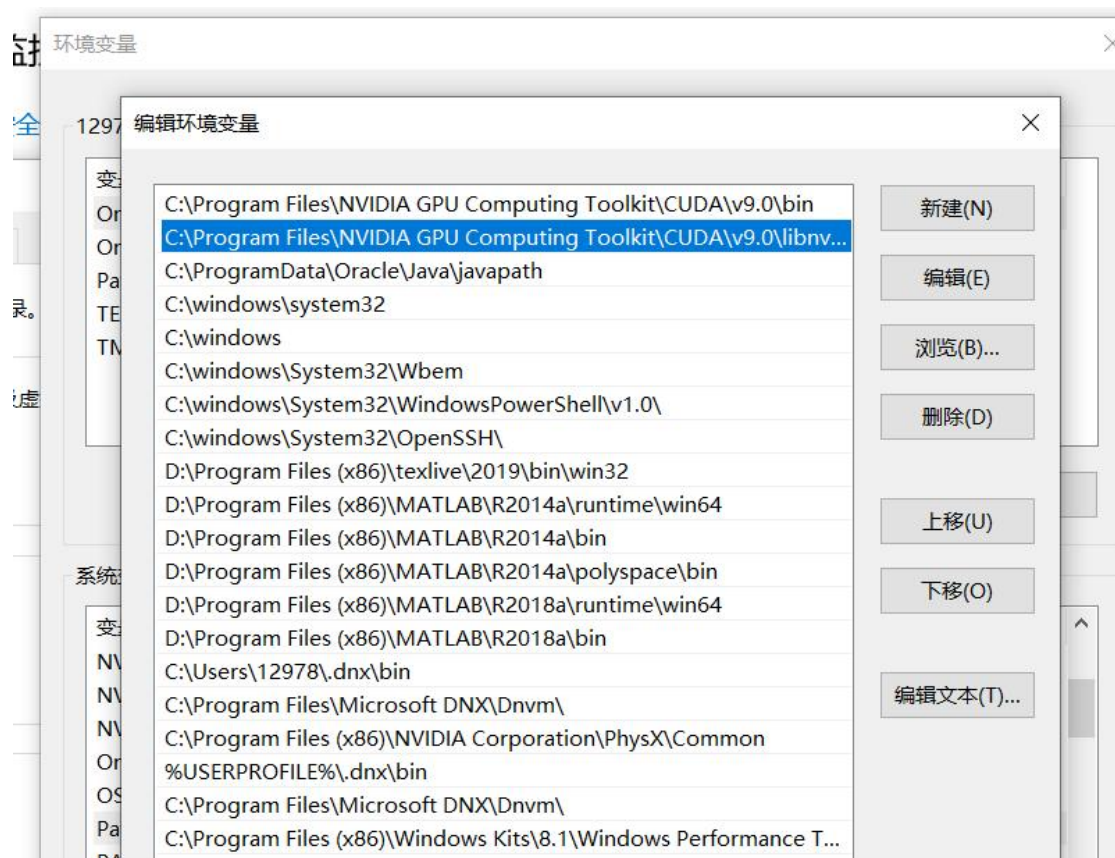 环境变量
安全
1297
编辑环境变量
变
Or
Or
Pa
TE
录。
C:\Program Files\NVIDIA GPU Computing Toolkit\CUDA\v9.0\bin
C:\Program Files\NVIDIA GPU Computing Toolkit\CUDA\v9.0\libnv...
C:\ProgramData\Oracle\Java\javapath
C:\windows\system32
C:\windows
C:\windows\System32\Wbem
C:\windows\System32\WindowsPowerShell\v1.0\
C:\windows\System32\OpenSSH\
D:\Program Files (x86)\texlive\2019\bin\win32
D:\Program Files (x86)\MATLAB\R2014a\runtime\win64
D:\Program Files (x86)\MATLAB\R2014a\bin
D:\Program Files (x86)\MATLAB\R2014a\polyspace\bin
D:\Program Files (x86)\MATLAB\R2018a\runtime\win64
D:\Program Files (x86)\MATLAB\R2018a\bin
C:\Users\12978\.dnx\bin
C:\Program Files\Microsoft DNX\Dnvm\
C:\Program Files (x86)\NVIDIA Corporation\PhysX\Common
%USERPROFILE%\.dnx\bin
C:\Program Files\Microsoft DNX\Dnvm\
C:\Program Files (x86)\Windows Kits\8.1\Windows Performance T...
新建(N)
编辑(E)
浏览(B)...
删除(D)
上移(U)
下移(O)
编辑文本(T)...
系统
变
Or
OS
Pa